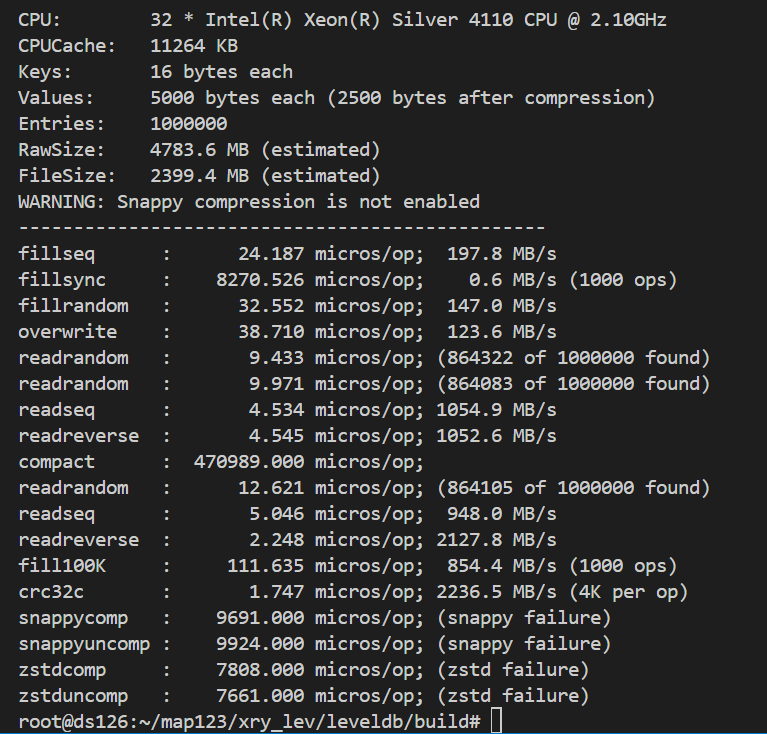 CPU:        32 * Intel(R) Xeon(R) Silver 4110 CPU @ 2.10GHz
CPUCache:   11264 KB
Keys:       16 bytes each
Values:     5000 bytes each (2500 bytes after compression)
Entries:    1000000
RawSize:    4783.6 MB (estimated)
FileSize:   2399.4 MB (estimated)
WARNING: Snappy compression is not enabled
------------------------------------------------
fillseq      :      24.187 micros/op;  197.8 MB/s
fillsync     :    8270.526 micros/op;    0.6 MB/s (1000 ops)
fillrandom   :      32.552 micros/op;  147.0 MB/s
overwrite    :      38.710 micros/op;  123.6 MB/s
readrandom   :       9.433 micros/op; (864322 of 1000000 found)
readrandom   :       9.971 micros/op; (864083 of 1000000 found)
readseq      :       4.534 micros/op; 1054.9 MB/s
readreverse  :       4.545 micros/op; 1052.6 MB/s
compact      :  470989.000 micros/op;
readrandom   :      12.621 micros/op; (864105 of 1000000 found)
readseq      :       5.046 micros/op;  948.0 MB/s
readreverse  :       2.248 micros/op; 2127.8 MB/s
fill100K     :     111.635 micros/op;  854.4 MB/s (1000 ops)
crc32c       :       1.747 micros/op; 2236.5 MB/s (4K per op)
snappycomp   :    9691.000 micros/op; (snappy failure)
snappyuncomp :    9924.000 micros/op; (snappy failure)
zstdcomp     :    7808.000 micros/op; (zstd failure)
zstduncomp   :    7661.000 micros/op; (zstd failure)
root@ds126:~/map123/xry_lev/leveldb/build#